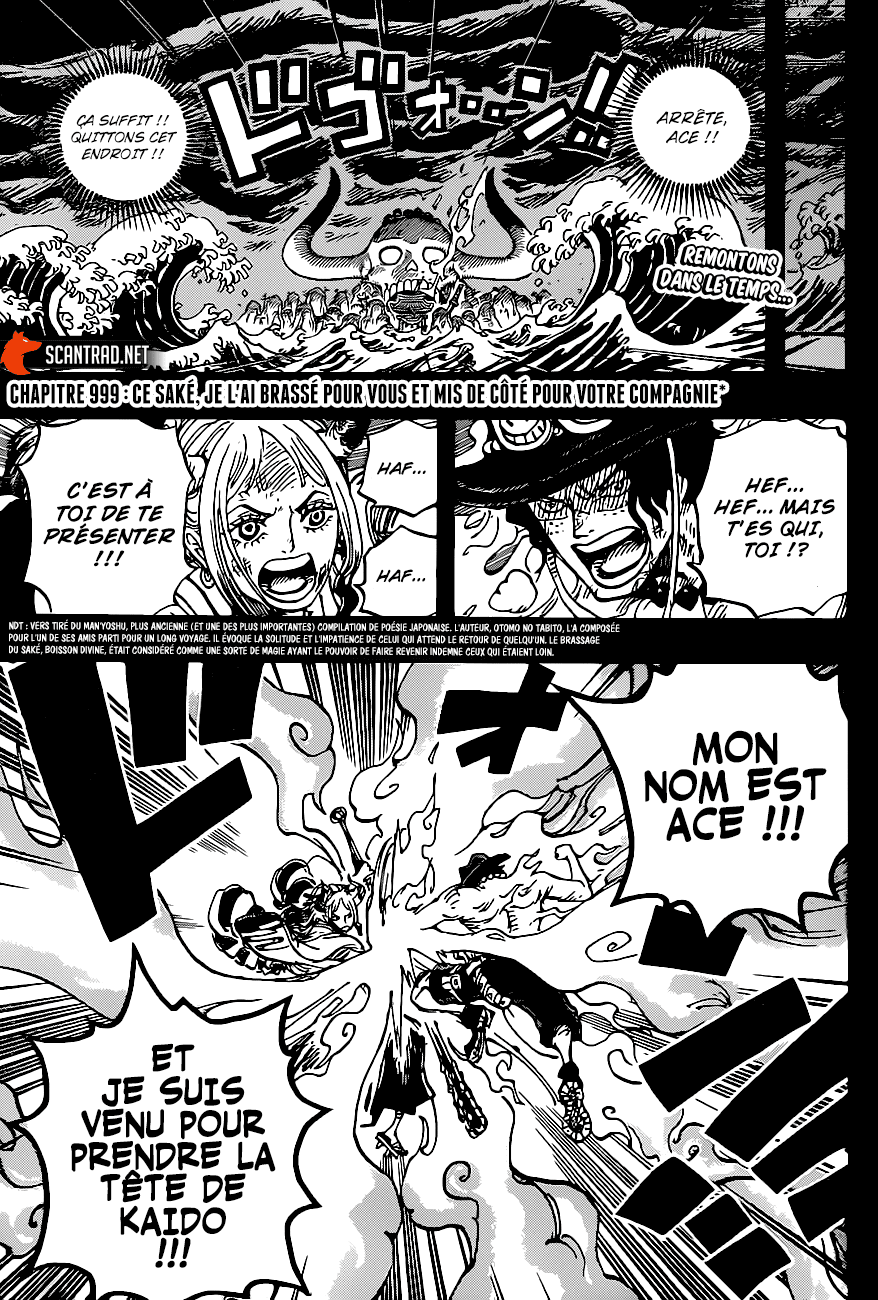 ARRÊTE,
ACE !!
ÇA SUFFIT !!
QUITTONS CET
ENDROIT !!
ドゴォーーン!!
REMONTONS
DANS LE TEMPS...
SCANTRAD.NET
CHAPITRE 999 : CE SAKÉ, JE L'AI BRASSÉ POUR VOUS ET MIS DE CÔTÉ POUR VOTRE COMPAGNIE*
C'EST À
TOI DE TE
PRÉSENTER
!!!
HAF...
HAF...
HEF...
HEF... MAIS
T'ES QUI,
TOI !?
NDT : VERS TIRÉ DU MAN'YOSHU, PLUS ANCIENNE (ET UNE DES PLUS IMPORTANTES) COMPILATION DE POÉSIE JAPONAISE. L'AUTEUR, OTOMO NO TABITO, L'A COMPOSÉE
POUR L'UN DE SES AMIS PARTI POUR UN LONG VOYAGE. IL ÉVOQUE LA SOLITUDE ET L'IMPATIENCE DE CELUI QUI ATTEND LE RETOUR DE QUELQU'UN. LE BRASSAGE
DU SAKÉ, BOISSON DIVINE, ÉTAIT CONSIDÉRÉ COMME UNE SORTE DE MAGIE AYANT LE POUVOIR DE FAIRE REVENIR INDEMNE CEUX QUI ÉTAIENT LOIN.
MON
NOM EST
ACE !!!
ET
JE SUIS
VENU POUR
PRENDRE LA
TÊTE DE
KAIDO
!!!